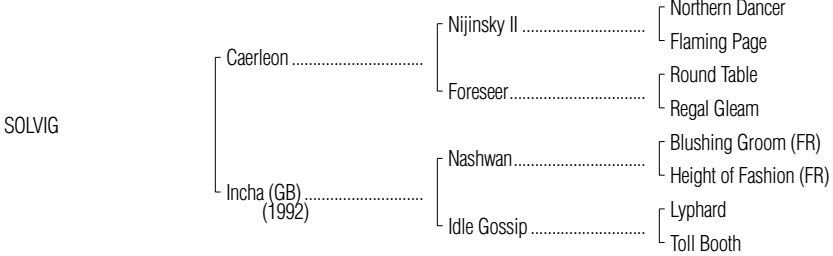 Northern Dancer
Nijinsky II ..............................
Flaming Page
Caerleon ................................
Round Table
Foreseer.................................
Regal Gleam
SOLVIG
Blushing Groom (FR)
Nashwan................................
Height of Fashion (FR)
Incha (GB) .............................
(1992)
Lyphard
Idle Gossip ............................
Toll Booth